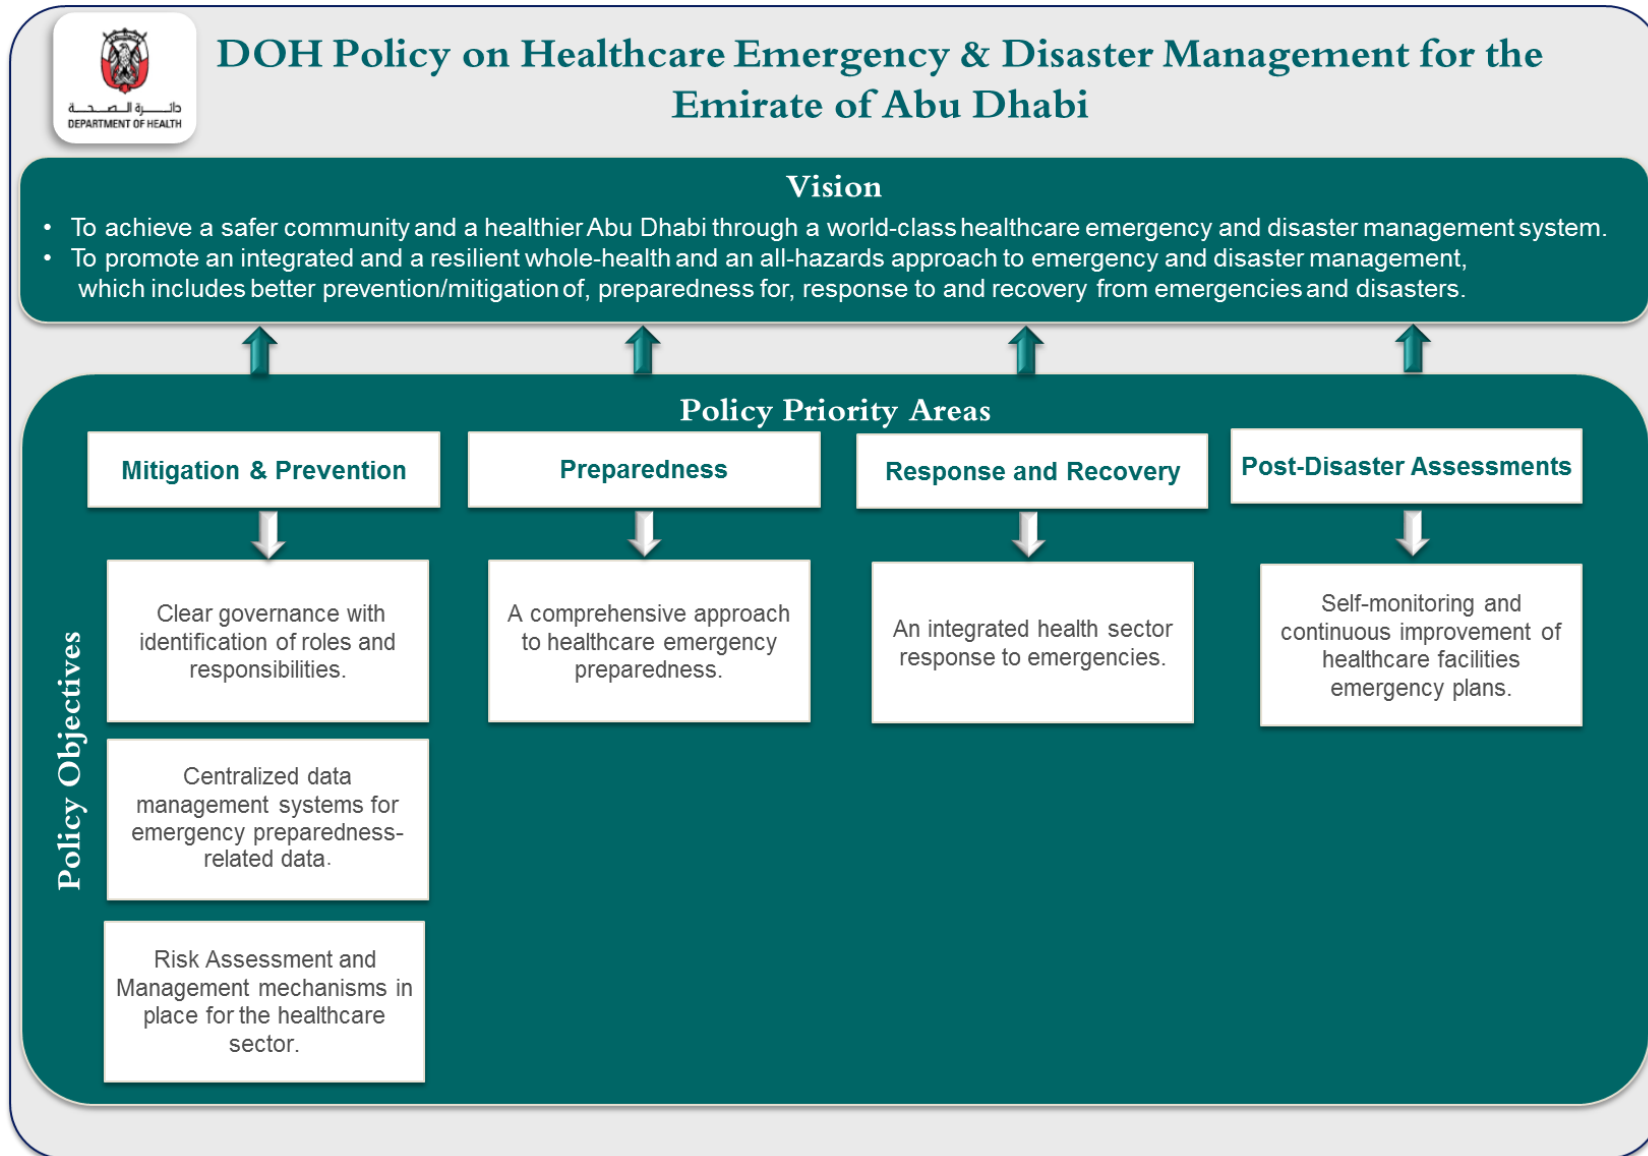 دائـــرة الـصـحـــة
DEPARTMENT OF HEALTH
DOH Policy on Healthcare Emergency & Disaster Management for the
Emirate of Abu Dhabi
Vision
• To achieve a safer community and a healthier Abu Dhabi through a world-class healthcare emergency and disaster management system.
• To promote an integrated and a resilient whole-health and an all-hazards approach to emergency and disaster management,
which includes better prevention/mitigation of, preparedness for, response to and recovery from emergencies and disasters.
Policy Priority Areas
Mitigation & Prevention
Preparedness
Response and Recovery
Post-Disaster Assessments
Policy Objectives
Clear governance with
identification of roles and
responsibilities.
Centralized data
management systems for
emergency preparedness-
related data.
Risk Assessment and
Management mechanisms in
place for the healthcare
sector.
A comprehensive approach
to healthcare emergency
preparedness.
An integrated health sector
response to emergencies.
Self-monitoring and
continuous improvement of
healthcare facilities
emergency plans.